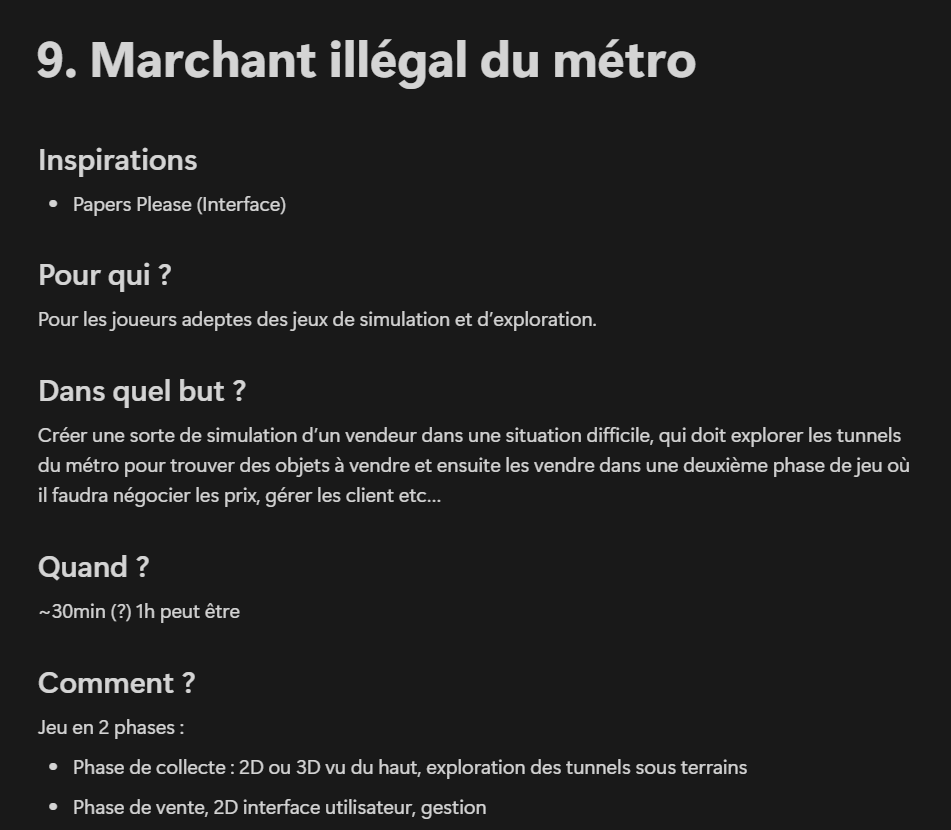 9. Marchant illégal du métro
Inspirations
• Papers Please (Interface)
Pour qui ?
Pour les joueurs adeptes des jeux de simulation et d’exploration.
Dans quel but ?
Créer une sorte de simulation d’un vendeur dans une situation difficile, qui doit explorer les tunnels
du métro pour trouver des objets à vendre et ensuite les vendre dans une deuxième phase de jeu où
il faudra négocier les prix, gérer les client etc…
Quand ?
~30min (?) 1h peut être
Comment ?
Jeu en 2 phases :
• Phase de collecte : 2D ou 3D vu du haut, exploration des tunnels sous terrains
• Phase de vente, 2D interface utilisateur, gestion